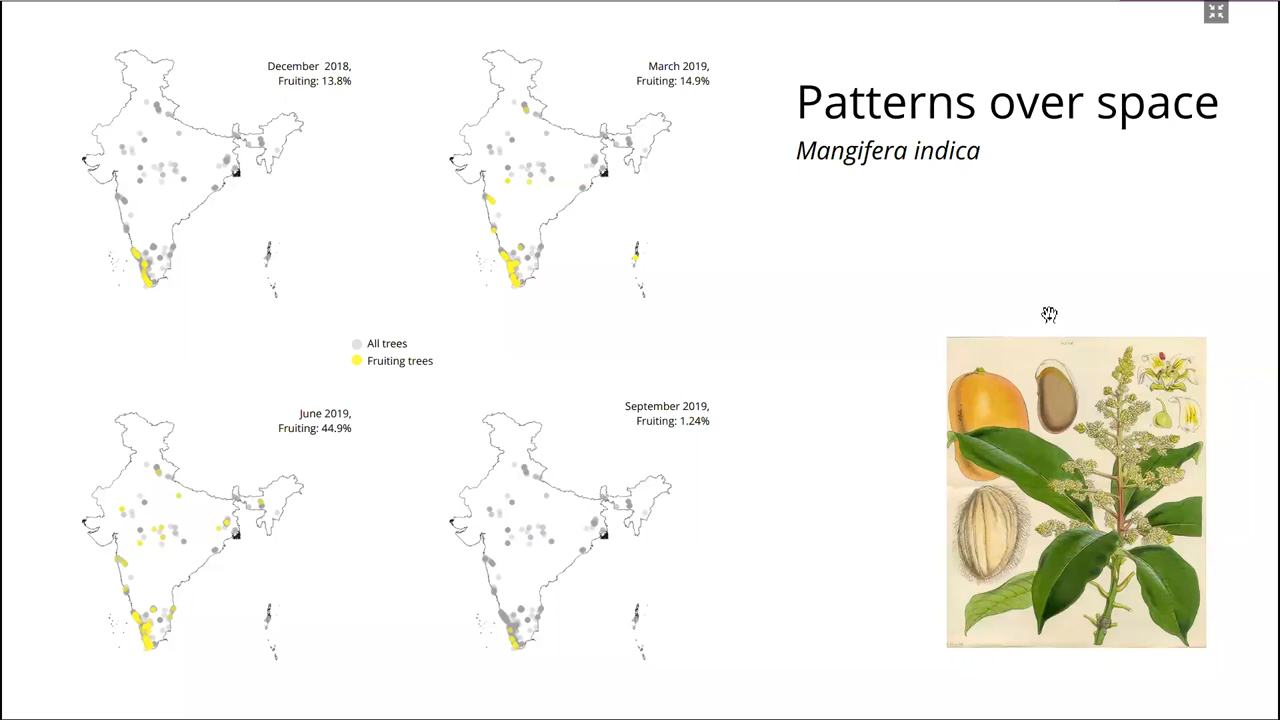 December 2018,
Fruiting: 13.8%
March 2019,
Fruiting: 14.9%
Patterns over space
Mangifera indica
All trees
Fruiting trees
June 2019,
Fruiting: 44.9%
September 2019,
Fruiting: 1.24%